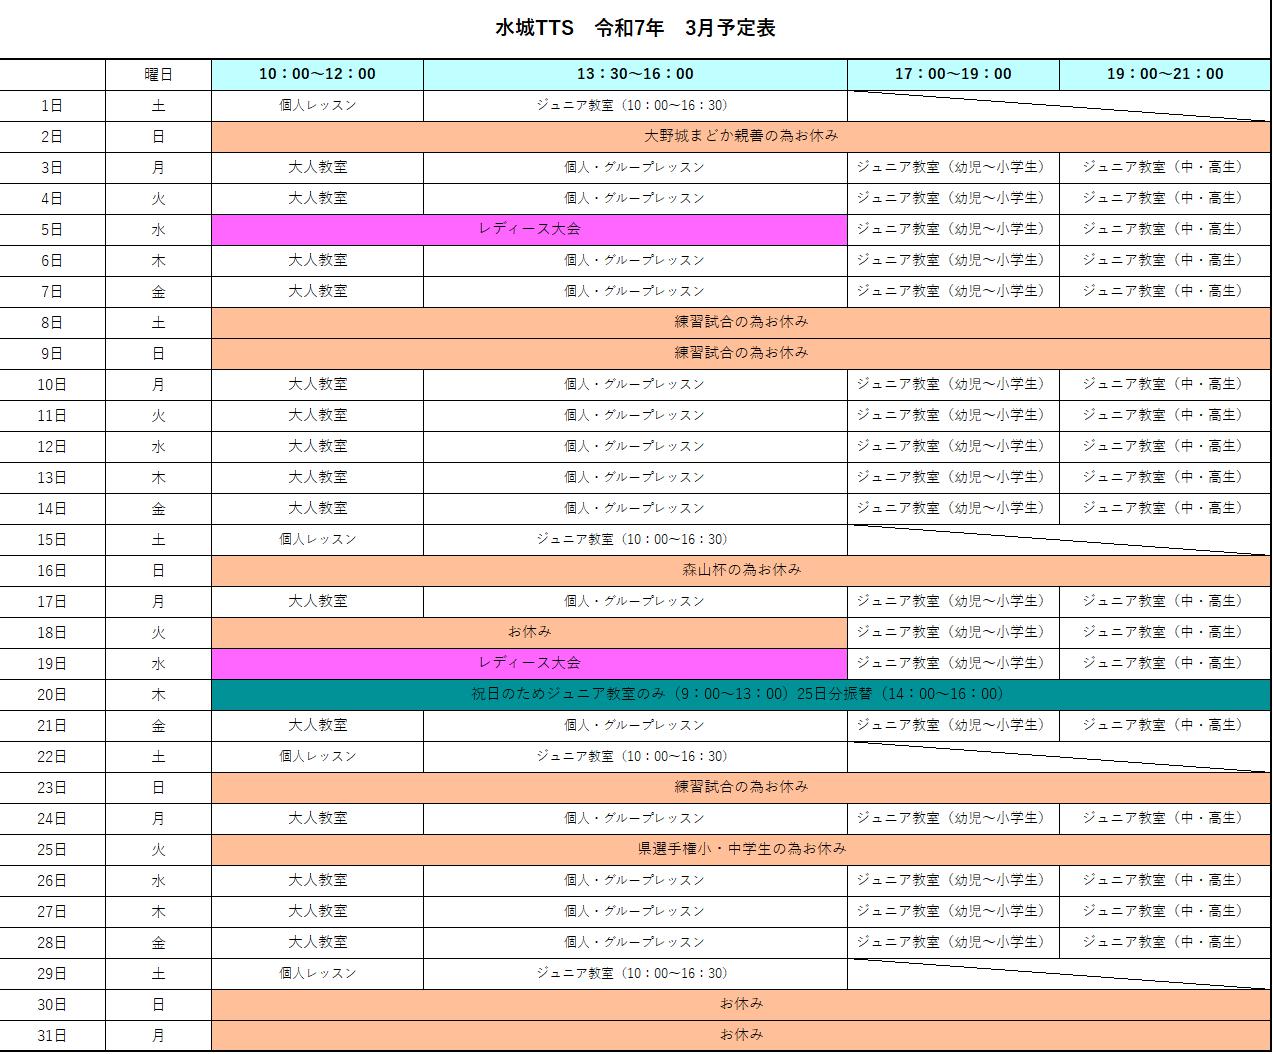 水城TTS　令和7年　3月予定表
曜日 10：00～12：00 13：30～16：00 17：00～19：00 19：00～21：00
1日 土 個人レッスン ジュニア教室（10：00～16：30）
2日 日 大野城まどか親善の為お休み
3日 月 大人教室 個人・グループレッスン ジュニア教室（幼児～小学生） ジュニア教室（中・高生）
4日 火 大人教室 個人・グループレッスン ジュニア教室（幼児～小学生） ジュニア教室（中・高生）
5日 水 レディース大会 ジュニア教室（幼児～小学生） ジュニア教室（中・高生）
6日 木 大人教室 個人・グループレッスン ジュニア教室（幼児～小学生） ジュニア教室（中・高生）
7日 金 大人教室 個人・グループレッスン ジュニア教室（幼児～小学生） ジュニア教室（中・高生）
8日 土 練習試合の為お休み
9日 日 練習試合の為お休み
10日 月 大人教室 個人・グループレッスン ジュニア教室（幼児～小学生） ジュニア教室（中・高生）
11日 火 大人教室 個人・グループレッスン ジュニア教室（幼児～小学生） ジュニア教室（中・高生）
12日 水 大人教室 個人・グループレッスン ジュニア教室（幼児～小学生） ジュニア教室（中・高生）
13日 木 大人教室 個人・グループレッスン ジュニア教室（幼児～小学生） ジュニア教室（中・高生）
14日 金 大人教室 個人・グループレッスン ジュニア教室（幼児～小学生） ジュニア教室（中・高生）
15日 土 個人レッスン ジュニア教室（10：00～16：30）
16日 日 森山杯の為お休み
17日 月 大人教室 個人・グループレッスン ジュニア教室（幼児～小学生） ジュニア教室（中・高生）
18日 火 お休み ジュニア教室（幼児～小学生） ジュニア教室（中・高生）
19日 水 レディース大会 ジュニア教室（幼児～小学生） ジュニア教室（中・高生）
20日 木 祝日のためジュニア教室のみ（9：00～13：00）25日分振替（14：00～16：00）
21日 金 大人教室 個人・グループレッスン ジュニア教室（幼児～小学生） ジュニア教室（中・高生）
22日 土 個人レッスン ジュニア教室（10：00～16：30）
23日 日 練習試合の為お休み
24日 月 大人教室 個人・グループレッスン ジュニア教室（幼児～小学生） ジュニア教室（中・高生）
25日 火 県選手権小・中学生の為お休み
26日 水 大人教室 個人・グループレッスン ジュニア教室（幼児～小学生） ジュニア教室（中・高生）
27日 木 大人教室 個人・グループレッスン ジュニア教室（幼児～小学生） ジュニア教室（中・高生）
28日 金 大人教室 個人・グループレッスン ジュニア教室（幼児～小学生） ジュニア教室（中・高生）
29日 土 個人レッスン ジュニア教室（10：00～16：30）
30日 日 お休み
31日 月 お休み